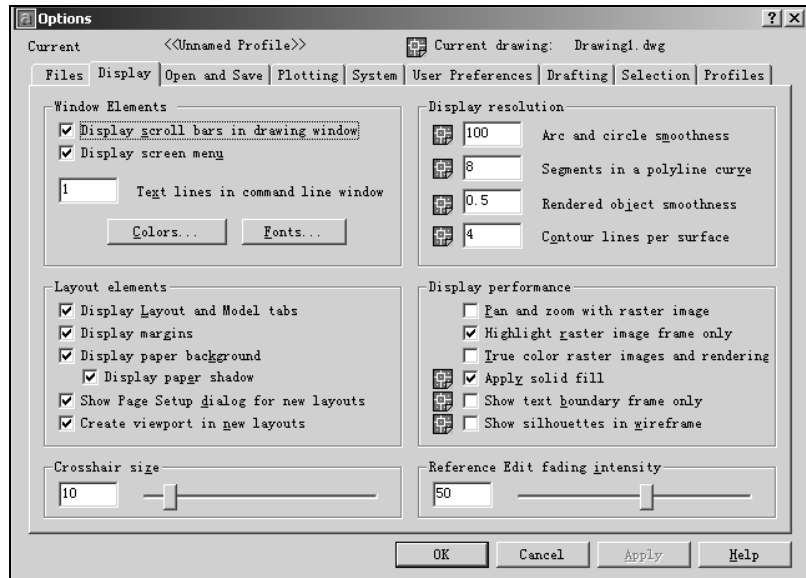 Options
Current <<Unnamed Profile>> Current drawing: Drawing1.dwg
Files Display Open and Save Plotting System User Preferences Drafting Selection Profiles
Window Elements
Display scroll bars in drawing window
Display screen menu
1 Text lines in command line window
Colors... Fonts...
Display resolution
100 Arc and circle smoothness
8 Segments in a polyline curve
0.5 Rendered object smoothness
4 Contour lines per surface
Layout elements
Display Layout and Model tabs
Display margins
Display paper background
Display paper shadow
Show Page Setup dialog for new layouts
Create viewport in new layouts
Display performance
Pan and zoom with raster image
Highlight raster image frame only
True color raster images and rendering
Apply solid fill
Show text boundary frame only
Show silhouettes in wireframe
Crosshair size
10
Reference Edit fading intensity
50
OK Cancel Apply Help